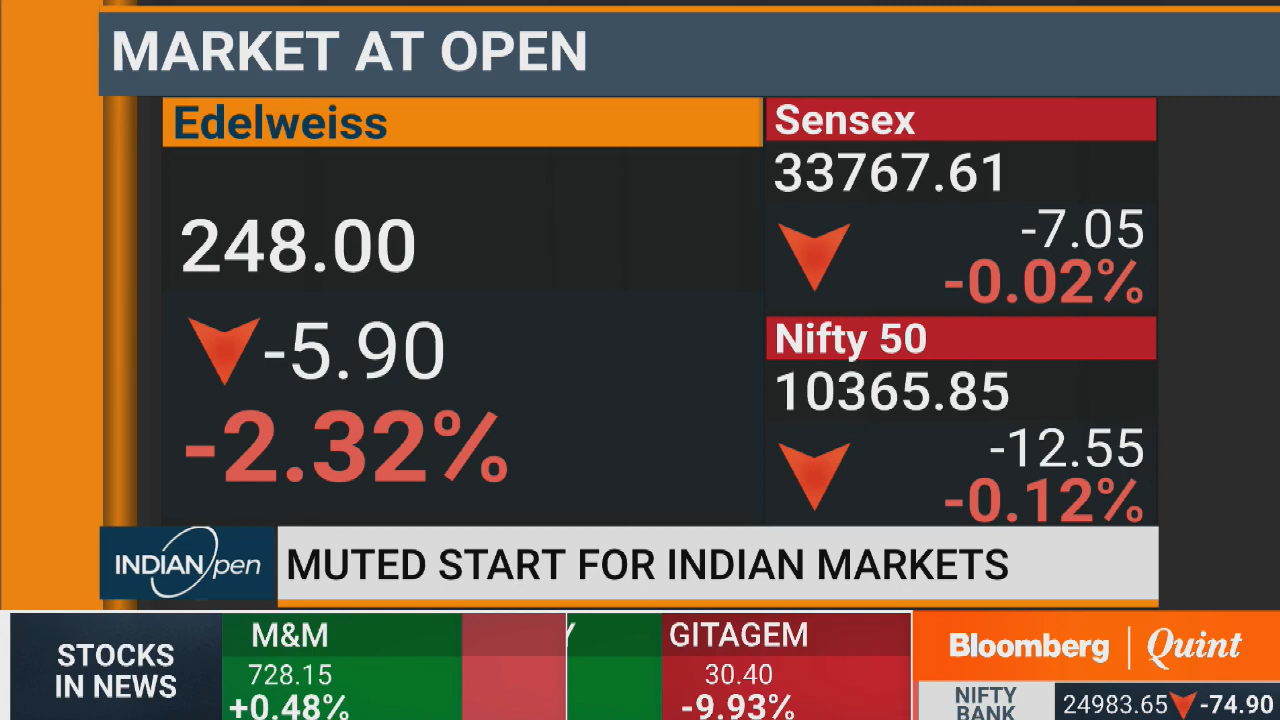 MARKET AT OPEN
Edelweiss
248.00
-5.90
-2.32%
Sensex
33767.61
-7.05
-0.02%
Nifty 50
10365.85
-12.55
-0.12%
INDIAN Open
MUTED START FOR INDIAN MARKETS
STOCKS
IN NEWS
M&M
728.15
+0.48%
GITAGEM
30.40
-9.93%
Bloomberg | Quint
NIFTY
BANK
24983.65 -74.90